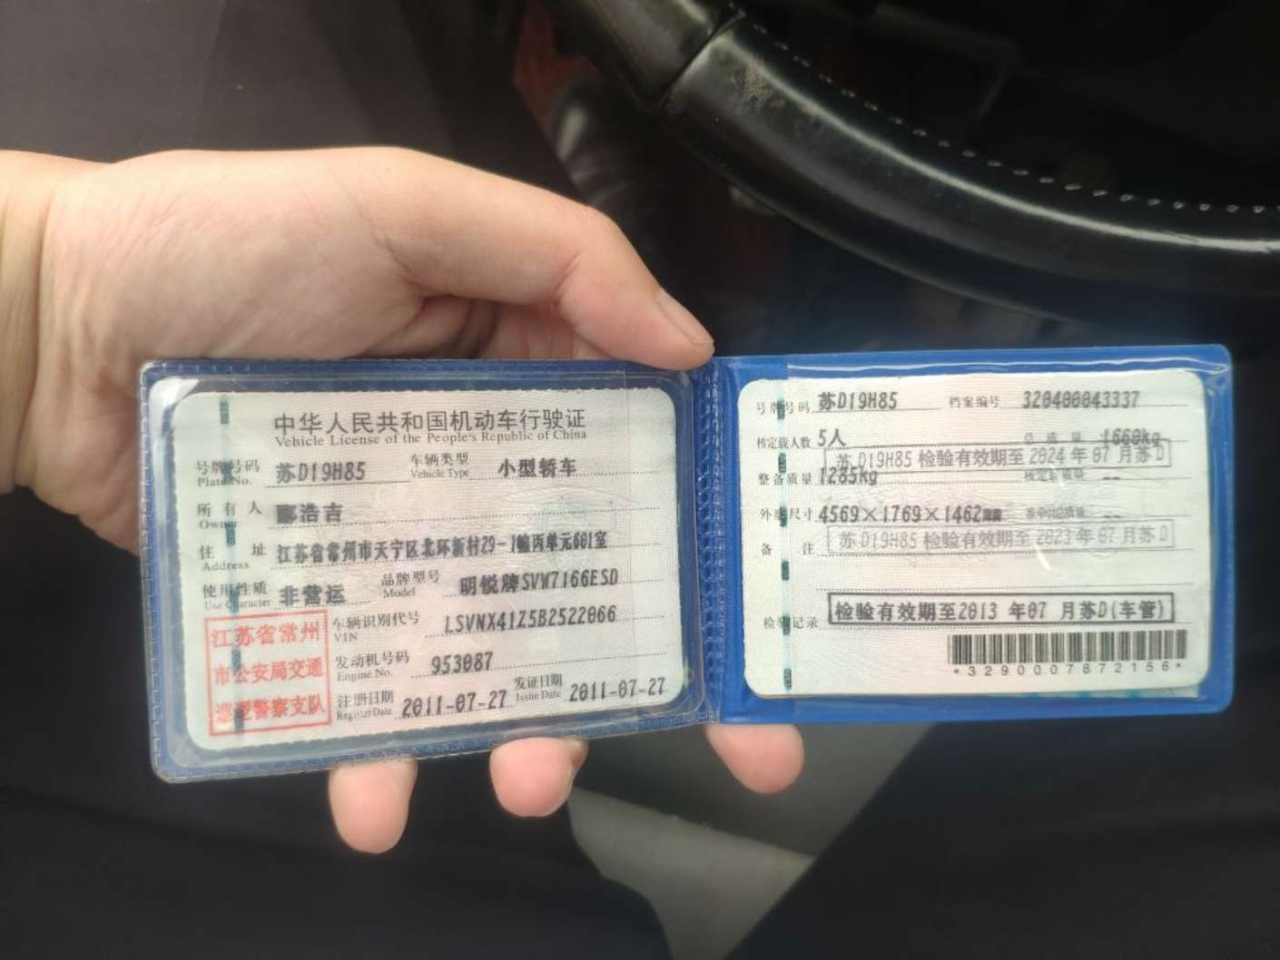 中华人民共和国机动车行驶证
Vehicle License of the People's Republic of China
号牌号码 苏D19H85 车辆类型 小型轿车
Plate No. Vehicle Type
所有人 郦浩吉
Owner
住址 江苏省常州市天宁区北环新村29-1幢丙单元601室
Address
使用性质 非营运 品牌型号 明锐牌SVW7166ESD
Use Character Model
车辆识别代号 LSVNX41Z5B2522066
VIN
发动机号码 953087
Engine No.
注册日期 2011-07-27 发证日期 2011-07-27
Register Date Issue Date
江苏省常州
市公安局交通
巡逻警察支队
号牌号码 苏D19H85 档案编号 320400843337
核定载人数 5人 总质量 1660kg
苏D19H85 检验有效期至2024年07月苏D
整备质量 1285kg 核定载质量 --
外廓尺寸 4569×1769×1462 --
备注 苏D19H85 检验有效期至2023年07月苏D
检验记录 检验有效期至2013年07月苏D(车管)
*3290007872156*